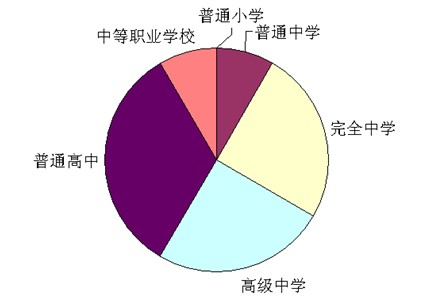 普通小学
普通中学
中等职业学校
完全中学
普通高中
高级中学